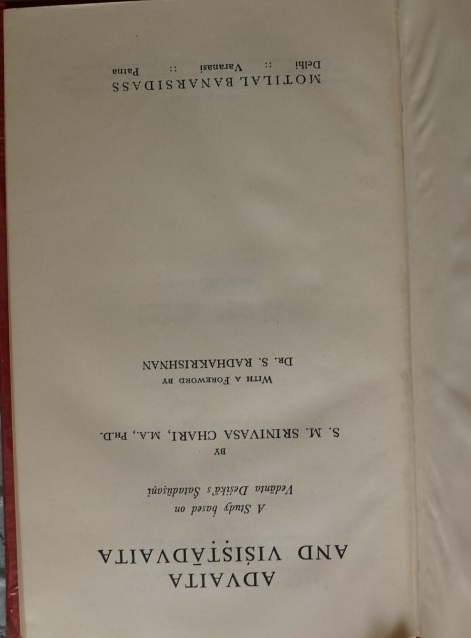 ADVAITA
AND VIŚIṢṬĀDVAITA
A Study based on
Vedānta Deśika's Śatadūṣaṇī
BY
S. M. SRINIVASA CHARI, M.A., PH.D.
WITH A FOREWORD BY
DR. S. RADHAKRISHNAN
MOTILAL BANARSIDASS
Delhi :: Varanasi :: Patna